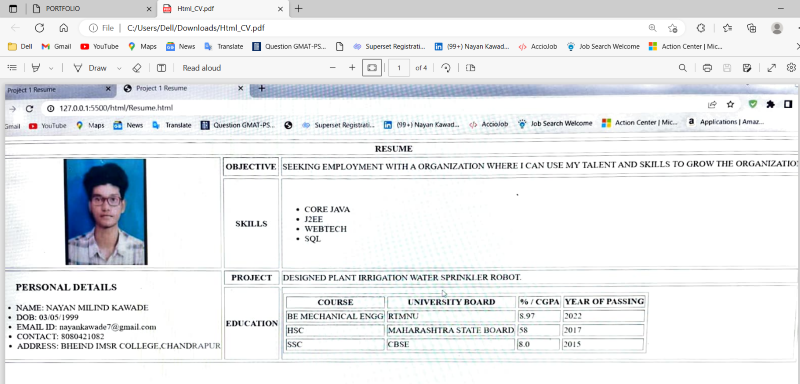 PORTFOLIO
Html_CV.pdf
File | C:/Users/Dell/Downloads/Html_CV.pdf
Dell Gmail YouTube Maps News Translate Question GMAT-PS... Superset Registrati... (99+) Nayan Kawad... AccioJob Job Search Welcome Action Center | Mic...
Draw Read aloud 1 of 4
Project 1 Resume Project 1 Resume
127.0.0.1:5500/html/Resume.html
Gmail YouTube Maps News Translate Question GMAT-PS... Superset Registrati... (99+) Nayan Kawad... AccioJob Job Search Welcome Action Center | Mic... Applications | Amaz...
RESUME
OBJECTIVE SEEKING EMPLOYMENT WITH A ORGANIZATION WHERE I CAN USE MY TALENT AND SKILLS TO GROW THE ORGANIZATIO
SKILLS
CORE JAVA
J2EE
WEBTECH
SQL
PROJECT DESIGNED PLANT IRRIGATION WATER SPRINKLER ROBOT.
PERSONAL DETAILS
NAME: NAYAN MILIND KAWADE
DOB: 03/05/1999
EMAIL ID: nayankawade7@gmail.com
CONTACT: 8080421082
ADDRESS: BHEIND IMSR COLLEGE,CHANDRAPUR
EDUCATION
COURSE UNIVERSITY BOARD % / CGPA YEAR OF PASSING
BE MECHANICAL ENGG RTMNU 8.97 2022
HSC MAHARASHTRA STATE BOARD 58 2017
SSC CBSE 8.0 2015